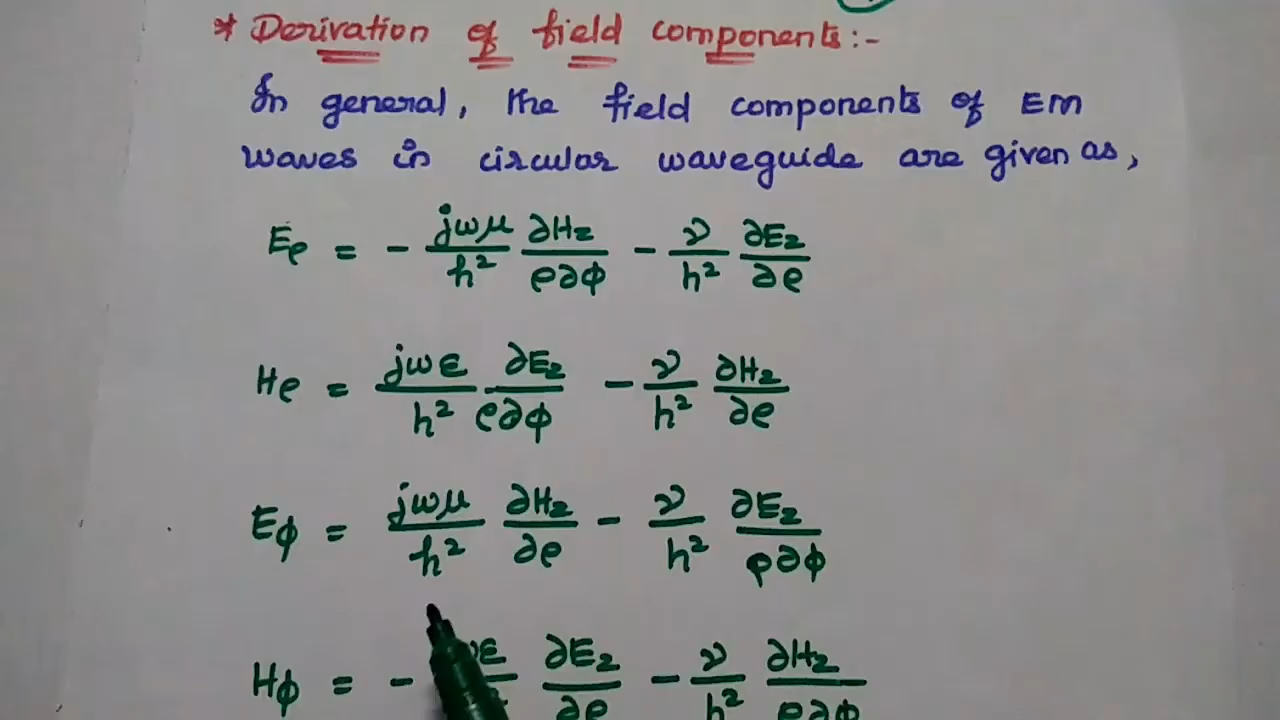 * Derivation of field components:-
In general, the field components of EM
waves in circular waveguide are given as,
Eρ = - jωμ/h² ∂Hz/ρ∂ϕ - ν/h² ∂Ez/∂ρ
Hρ = jωε/h² ∂Ez/ρ∂ϕ - ν/h² ∂Hz/∂ρ
Eϕ = jωμ/h² ∂Hz/∂ρ - ν/h² ∂Ez/ρ∂ϕ
Hϕ = - ωε ∂Ez/∂ρ - ν/h² ∂Hz/ρ∂ϕ